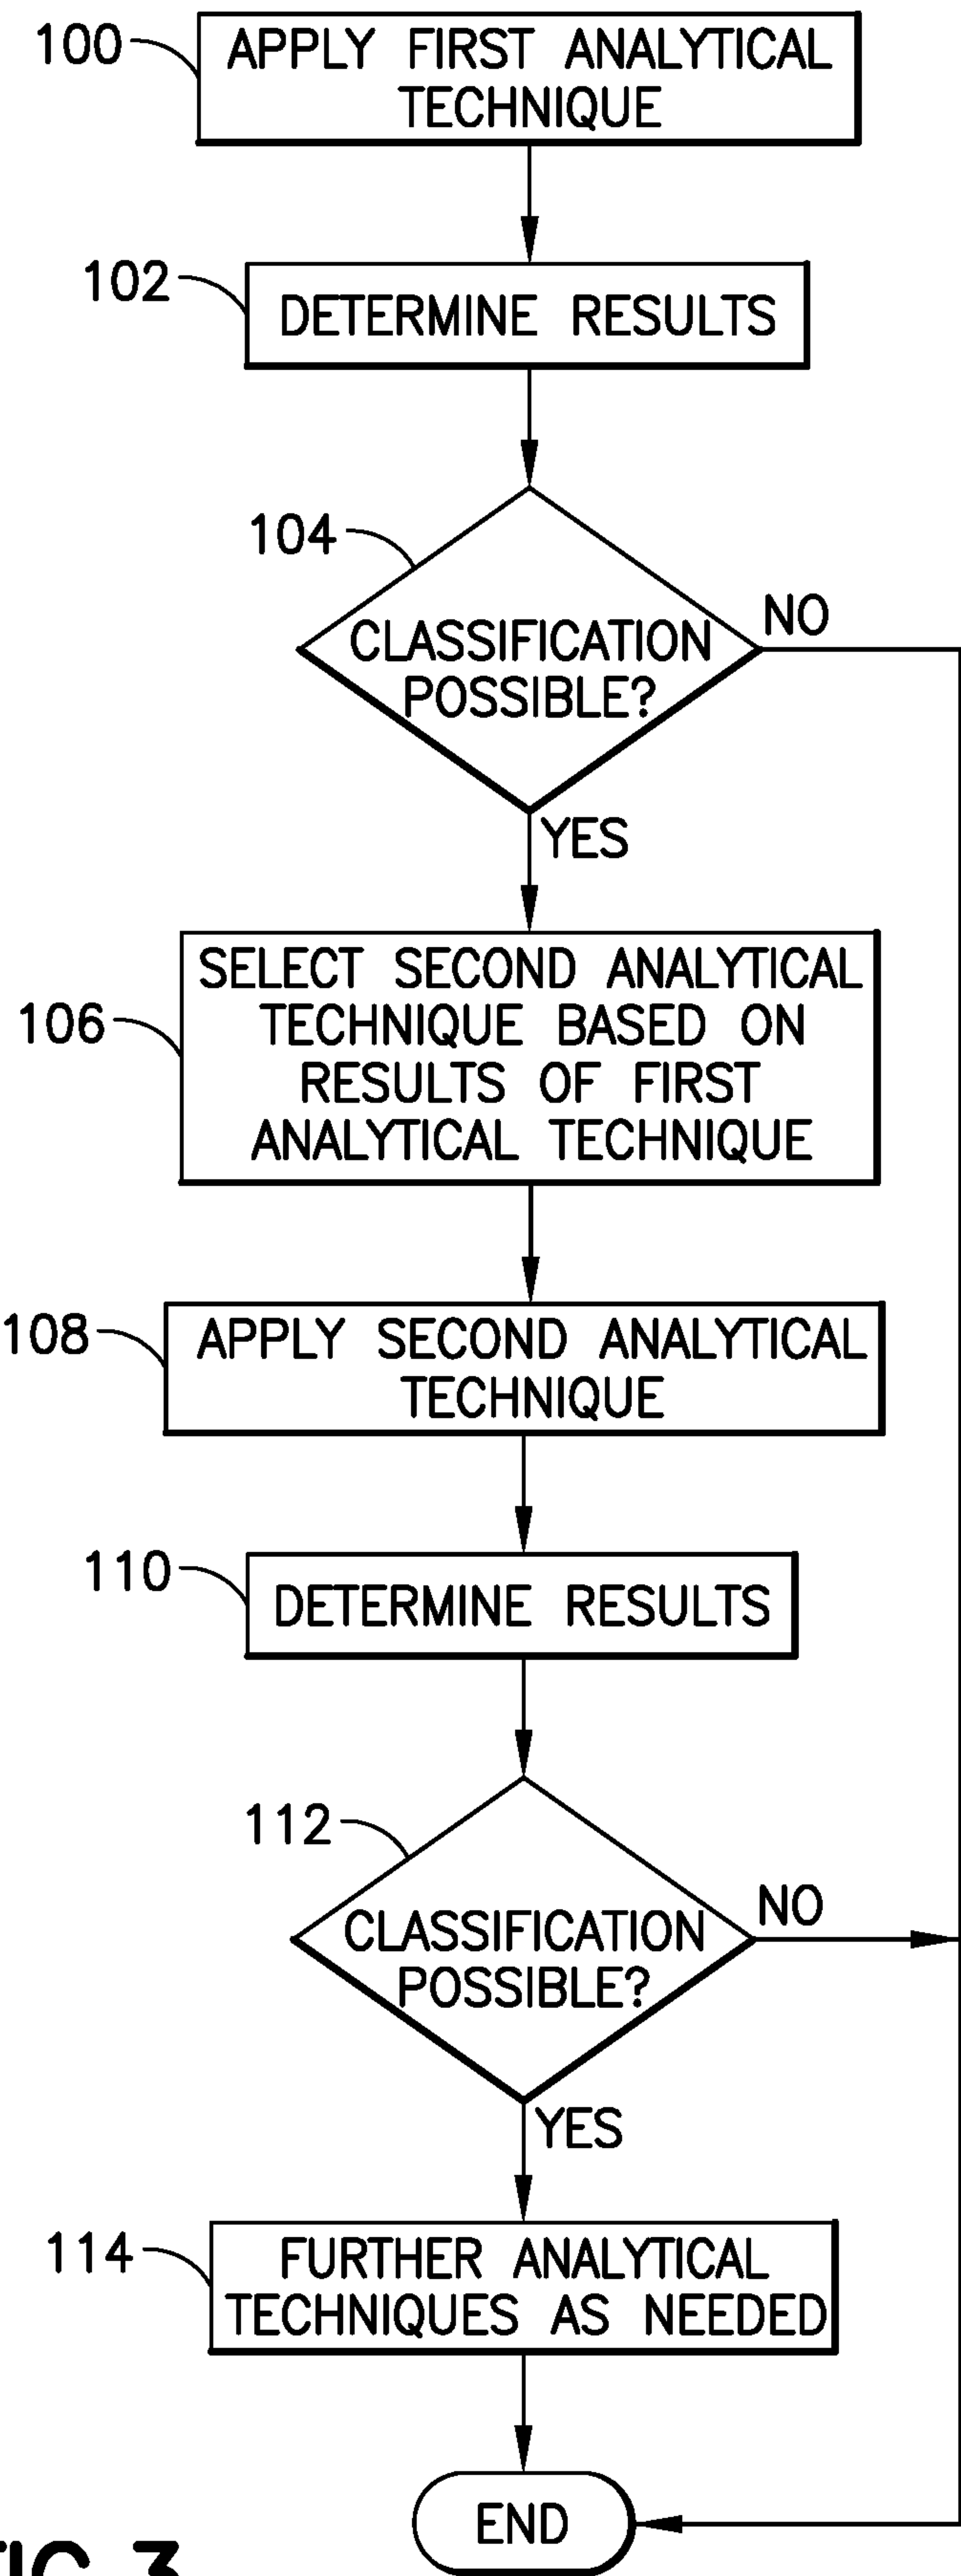 100
APPLY FIRST ANALYTICAL
TECHNIQUE
102
DETERMINE RESULTS
104
CLASSIFICATION
POSSIBLE?
NO
YES
106
SELECT SECOND ANALYTICAL
TECHNIQUE BASED ON
RESULTS OF FIRST
ANALYTICAL TECHNIQUE
108
APPLY SECOND ANALYTICAL
TECHNIQUE
110
DETERMINE RESULTS
112
CLASSIFICATION
POSSIBLE?
NO
YES
114
FURTHER ANALYTICAL
TECHNIQUES AS NEEDED
END